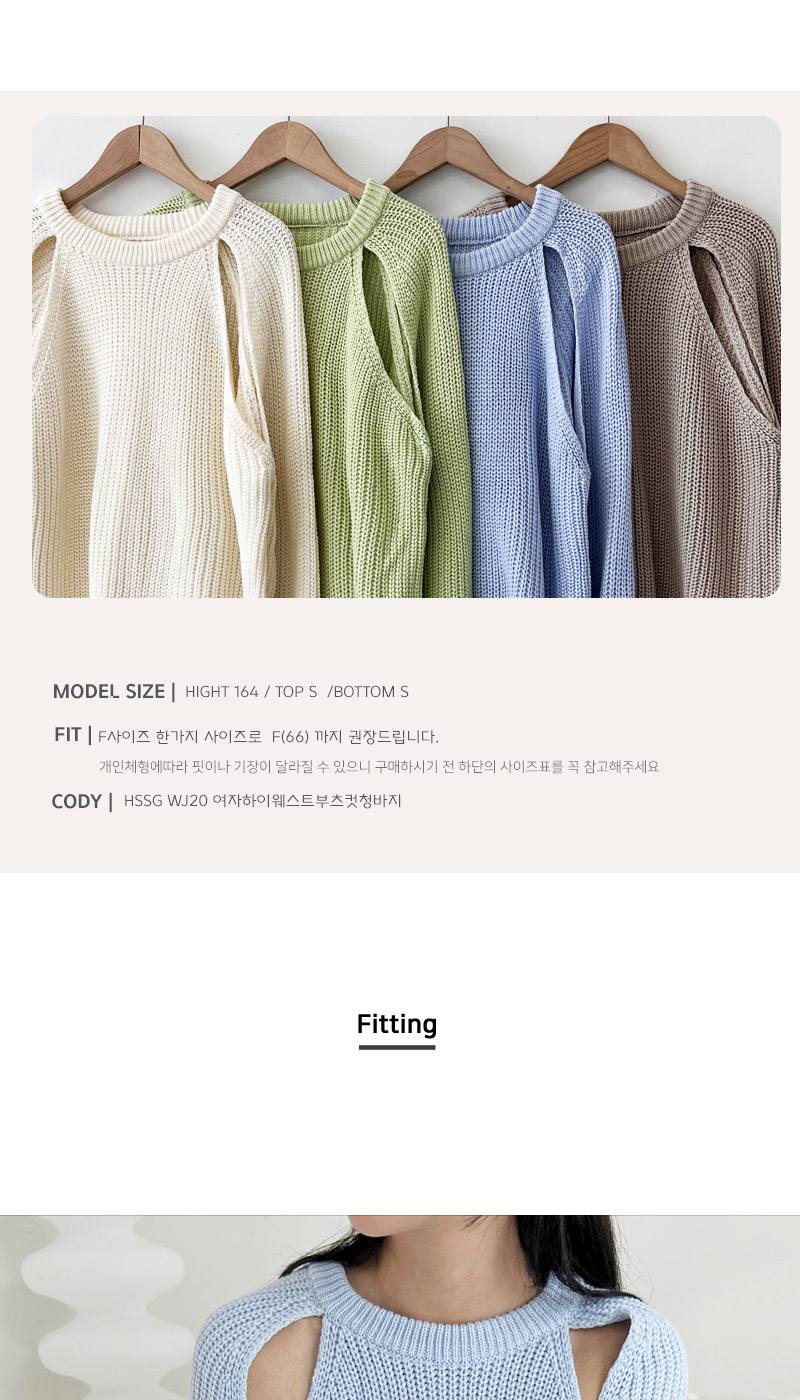 MODEL SIZE | HIGHT 164 / TOP S /BOTTOM S
FIT | F사이즈 한가지 사이즈로 F(66) 까지 권장드립니다.
개인체형에따라 핏이나 기장이 달라질 수 있으니 구매하시기 전 하단의 사이즈표를 꼭 참고해주세요
CODY | HSSG WJ20 여자하이웨스트부츠컷청바지
Fitting